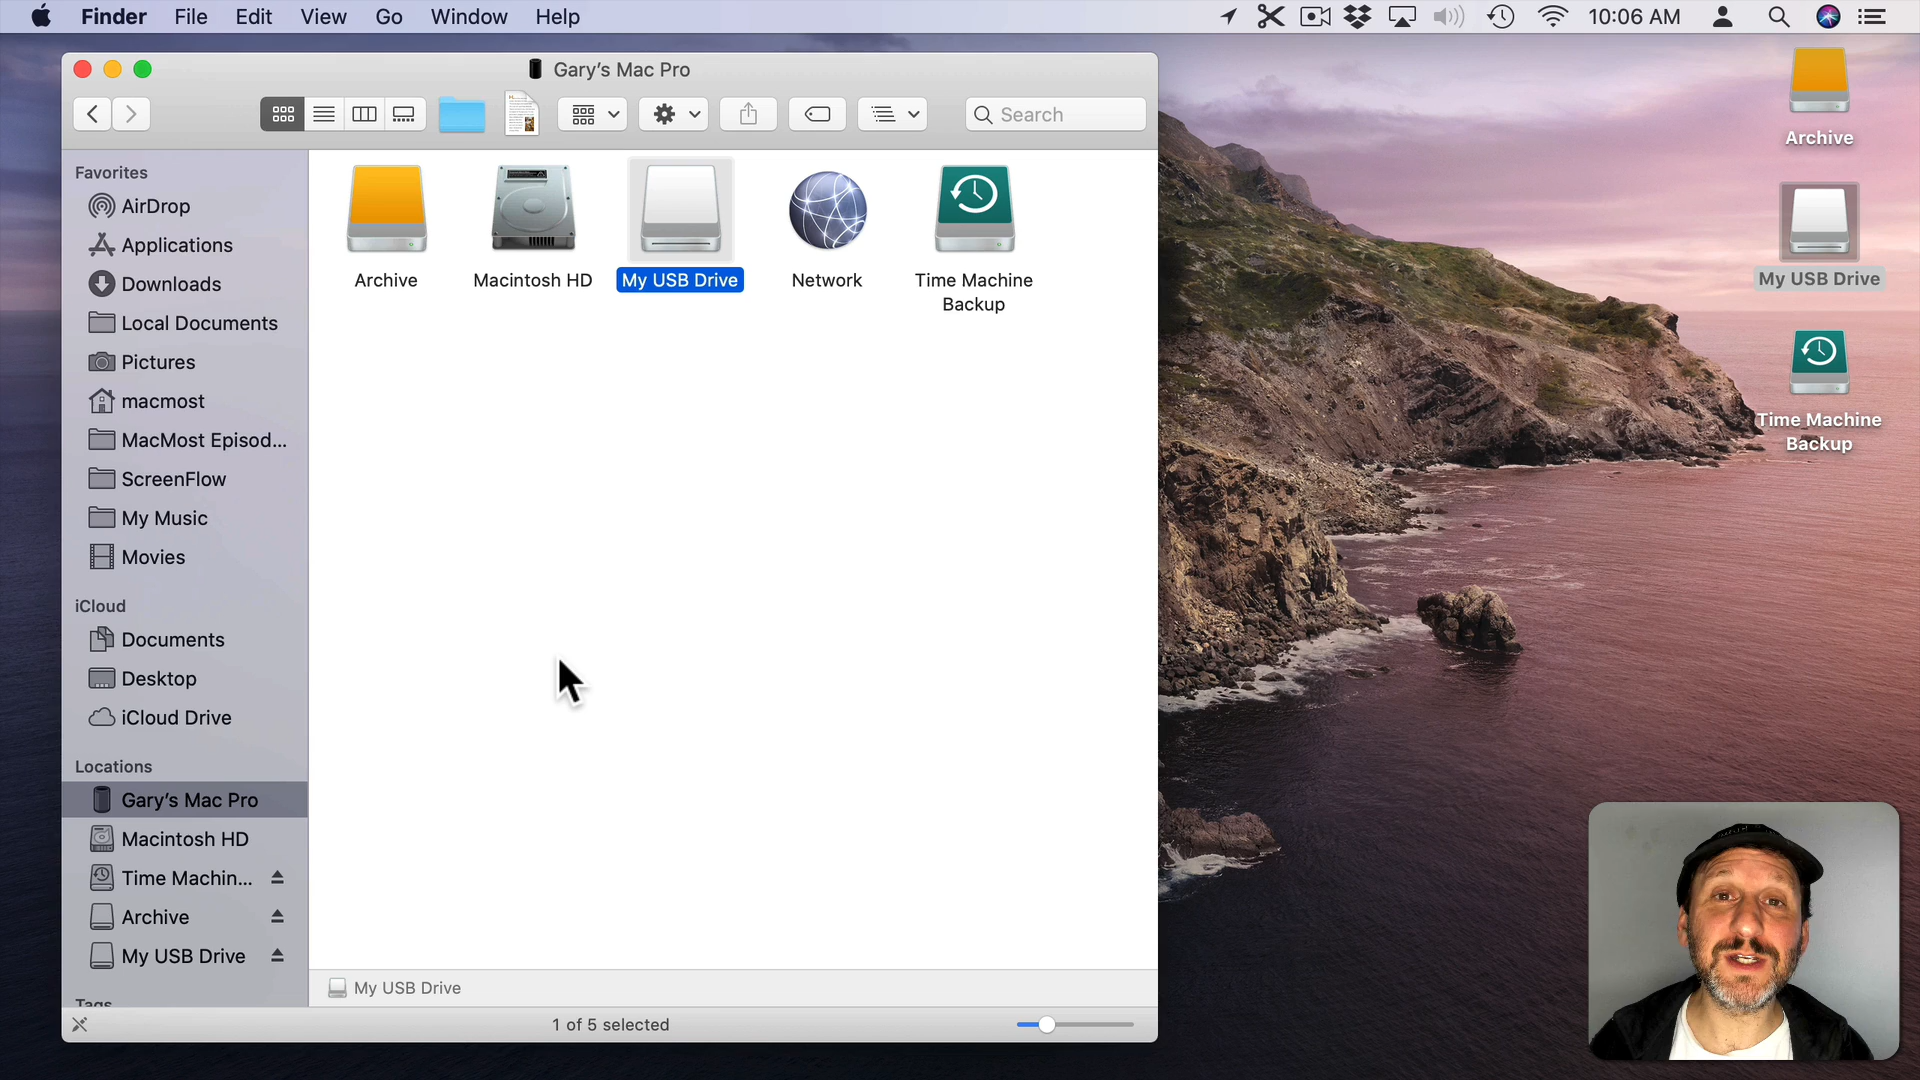 Finder File Edit View Go Window Help 10:06 AM
Gary's Mac Pro
Search
Favorites
AirDrop
Applications
Downloads
Local Documents
Pictures
macmost
MacMost Episod...
ScreenFlow
My Music
Movies
iCloud
Documents
Desktop
iCloud Drive
Locations
Gary's Mac Pro
Macintosh HD
Time Machin...
Archive
My USB Drive
Tags
Archive
Macintosh HD
My USB Drive
Network
Time Machine
Backup
My USB Drive
1 of 5 selected
Archive
My USB Drive
Time Machine
Backup